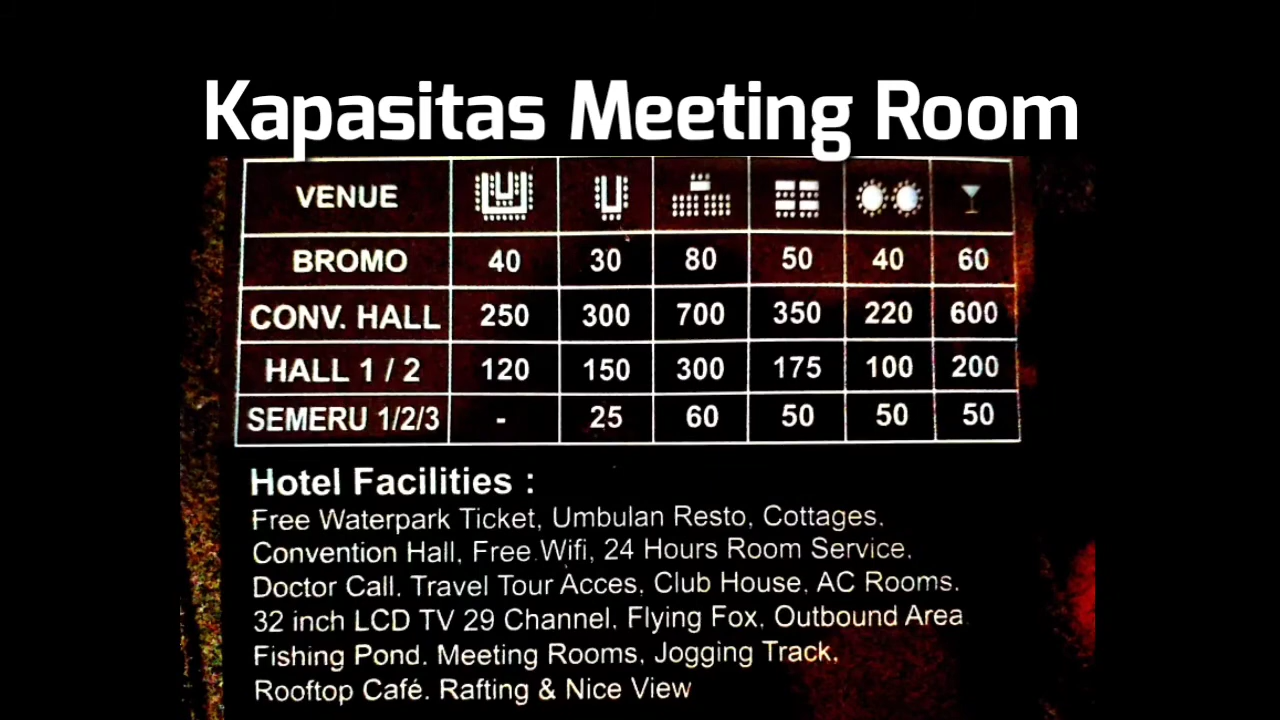 Kapasitas Meeting Room
VENUE
BROMO 40 30 80 50 40 60
CONV. HALL 250 300 700 350 220 600
HALL 1 / 2 120 150 300 175 100 200
SEMERU 1/2/3 - 25 60 50 50 50
Hotel Facilities :
Free Waterpark Ticket, Umbulan Resto, Cottages,
Convention Hall, Free Wifi, 24 Hours Room Service,
Doctor Call, Travel Tour Acces, Club House, AC Rooms.
32 inch LCD TV 29 Channel, Flying Fox, Outbound Area
Fishing Pond. Meeting Rooms, Jogging Track,
Rooftop Café. Rafting & Nice View